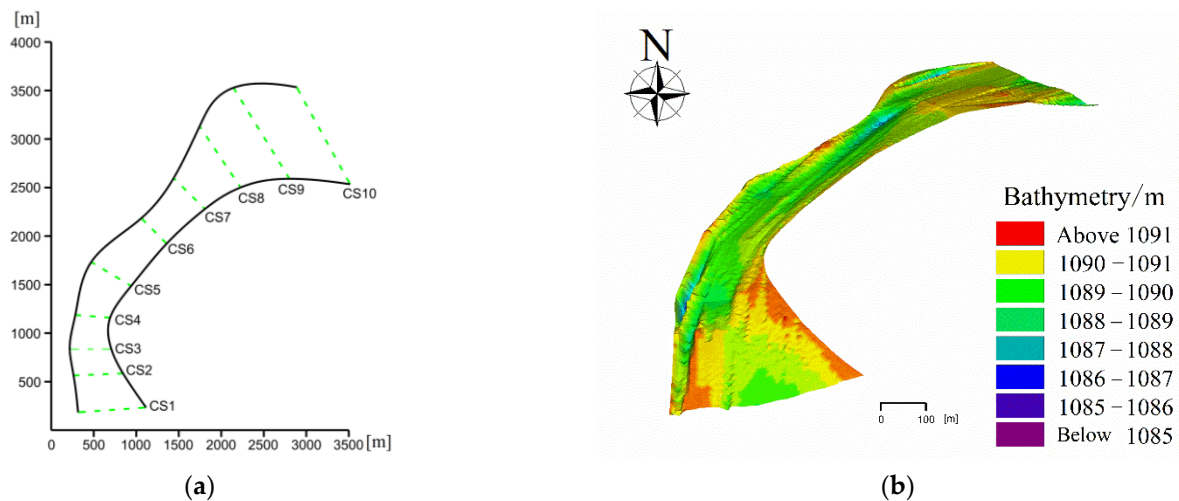 [m]
4000
3500
3000
2500
2000
1500
1000
500
0 500 1000 1500 2000 2500 3000 3500 [m]
CS10
CS9
CS8
CS7
CS6
CS5
CS4
CS3
CS2
CS1
(a)
N
Bathymetry/m
Above 1091
1090－1091
1089－1090
1088－1089
1087－1088
1086－1087
1085－1086
Below 1085
0 100 [m]
(b)